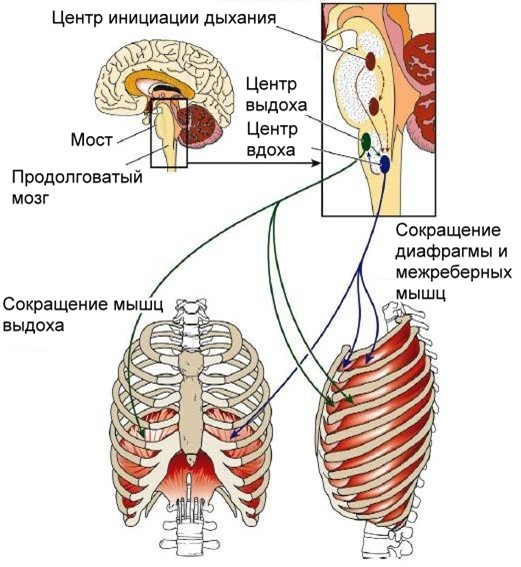 Центр инициации дыхания
Центр
выдоха
Центр
вдоха
Мост
Продолговатый
мозг
Сокращение
диафрагмы и
межреберных
мышц
Сокращение мышц
выдоха